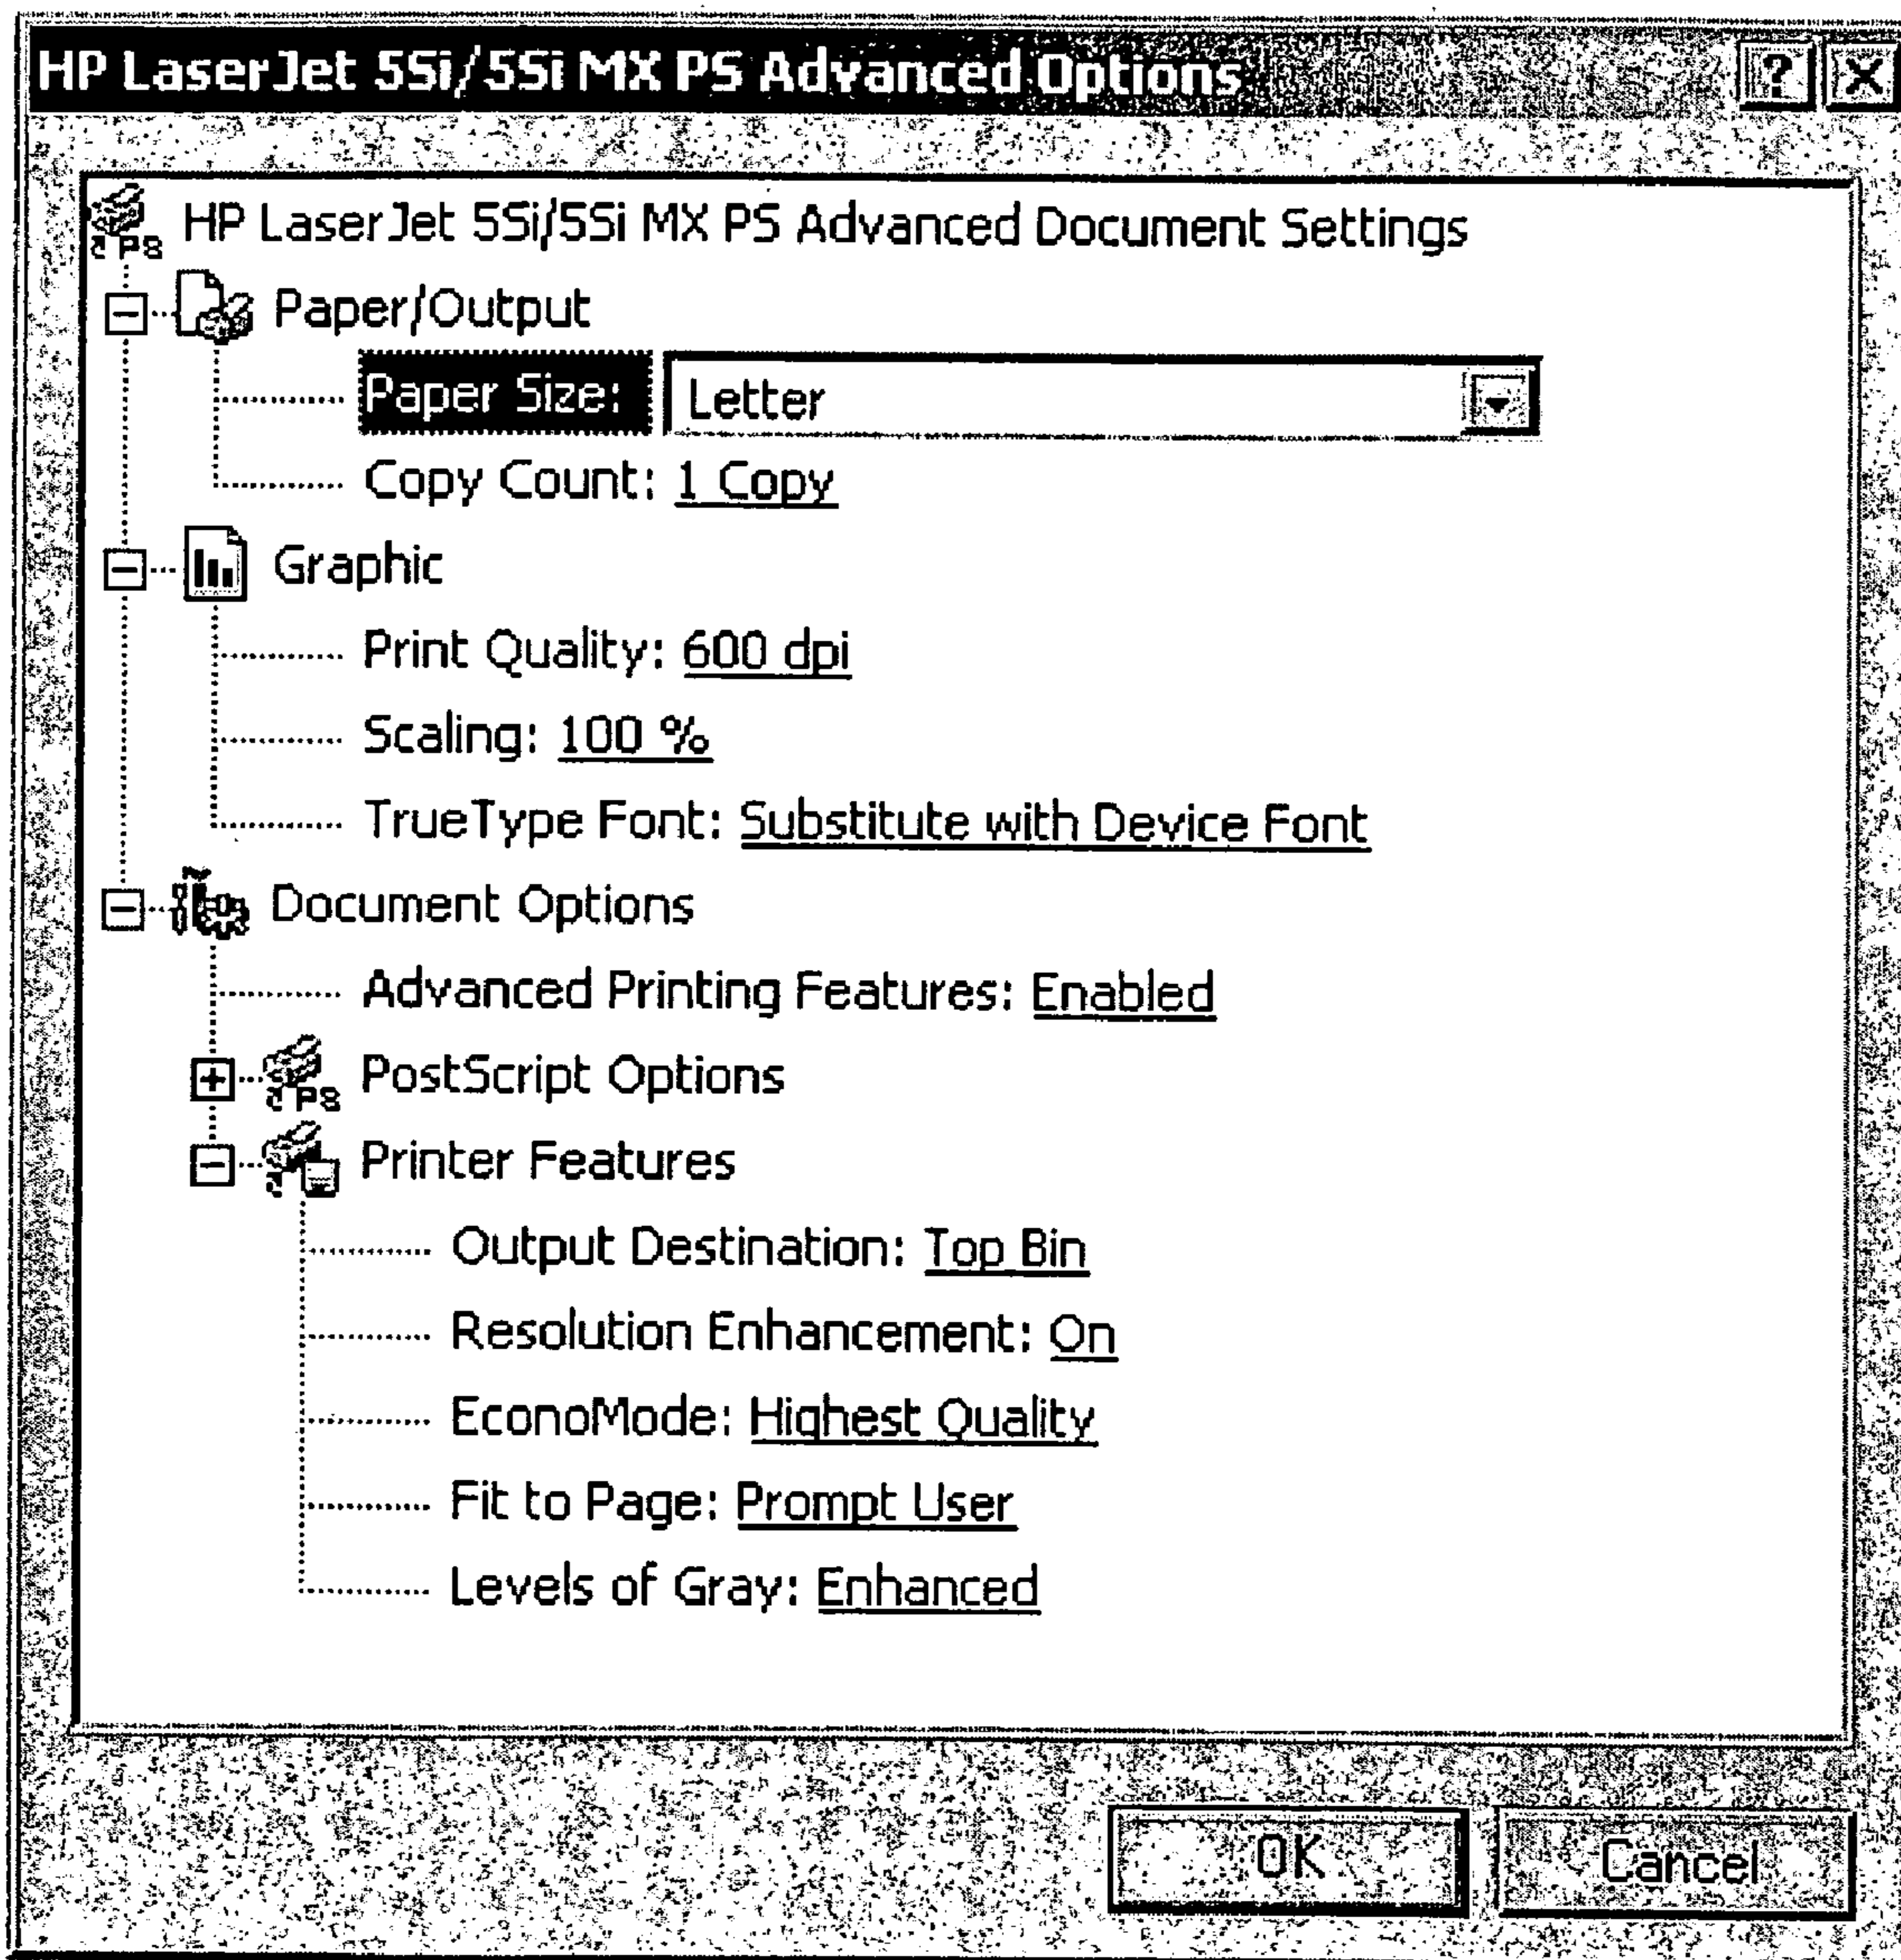 HP LaserJet 5Si/5Si MX PS Advanced Options
HP LaserJet 5Si/5Si MX PS Advanced Document Settings
Paper/Output
Paper Size: Letter
Copy Count: 1 Copy
Graphic
Print Quality: 600 dpi
Scaling: 100 %
TrueType Font: Substitute with Device Font
Document Options
Advanced Printing Features: Enabled
PostScript Options
Printer Features
Output Destination: Top Bin
Resolution Enhancement: On
EconoMode: Highest Quality
Fit to Page: Prompt User
Levels of Gray: Enhanced
OK Cancel